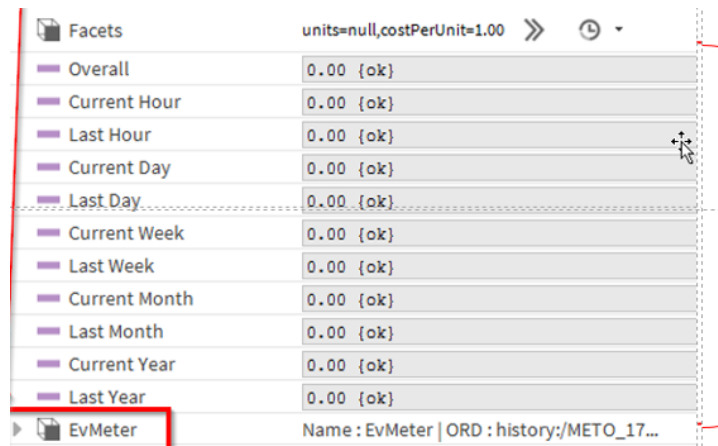 Facets units=null,costPerUnit=1.00
Overall 0.00 {ok}
Current Hour 0.00 {ok}
Last Hour 0.00 {ok}
Current Day 0.00 {ok}
Last Day 0.00 {ok}
Current Week 0.00 {ok}
Last Week 0.00 {ok}
Current Month 0.00 {ok}
Last Month 0.00 {ok}
Current Year 0.00 {ok}
Last Year 0.00 {ok}
EvMeter Name : EvMeter | ORD : history:/METO_17...